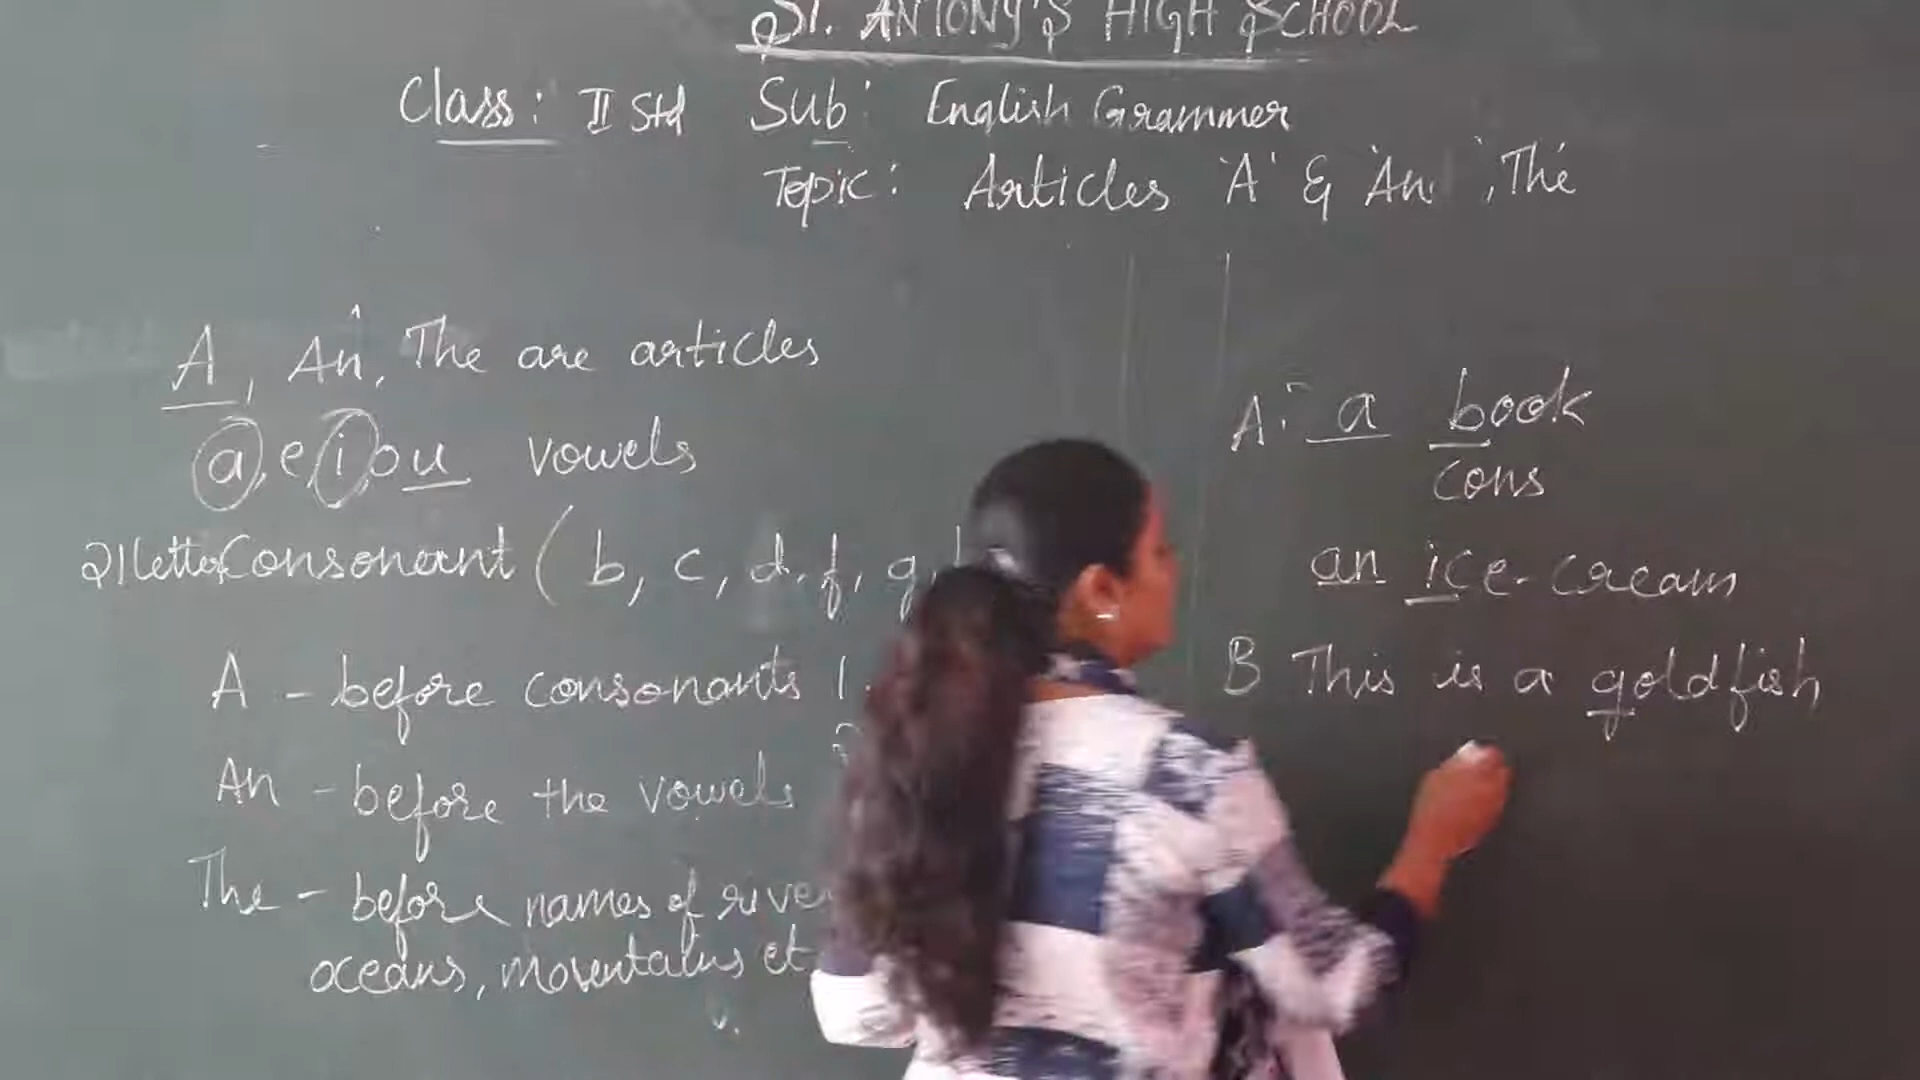 ST. ANTONY'S HIGH SCHOOL
Class: II Std Sub: English Grammer
Topic: Articles 'A' & 'An', 'The'
A, An, The are articles
a, e, i, o u vowels
21 letters Consonant ( b, c, d, f, g,
A - before consonants 1.
An - before the vowels
The - before names of
oceans, mountains
A: a book
cons
an ice-cream
B This is a goldfish